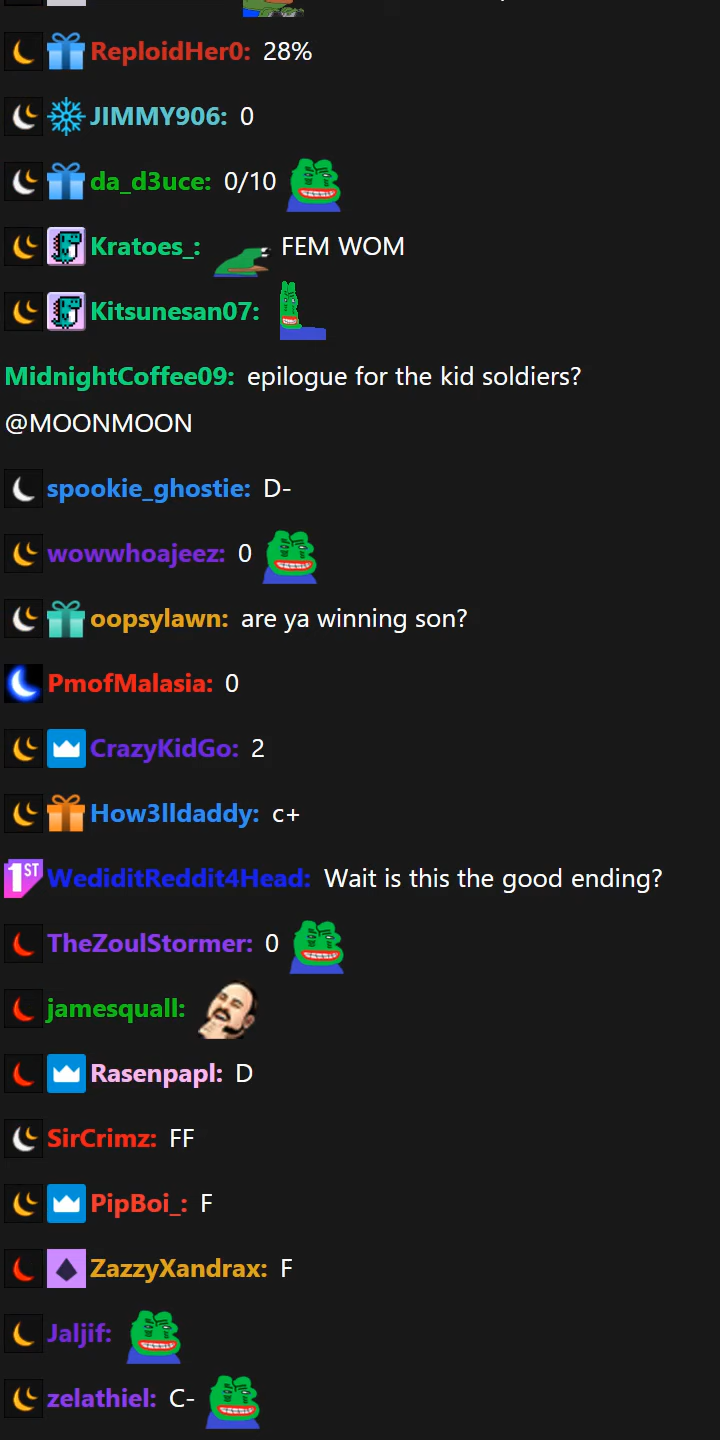 ReploidHer0: 28%
JIMMY906: 0
da_d3uce: 0/10
Kratoes_: FEM WOM
Kitsunesan07:
MidnightCoffee09: epilogue for the kid soldiers?
@MOONMOON
spookie_ghostie: D-
wowwhoajeez: 0
oopsylawn: are ya winning son?
PmofMalasia: 0
CrazyKidGo: 2
How3lldaddy: c+
1ST WediditReddit4Head: Wait is this the good ending?
TheZoulStormer: 0
jamesquall:
Rasenpapl: D
SirCrimz: FF
PipBoi_: F
ZazzyXandrax: F
Jaljif:
zelathiel: C-